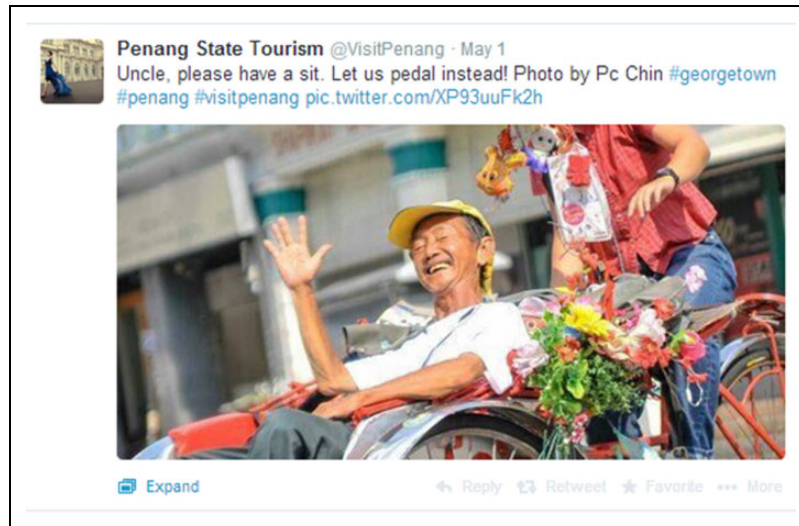 Penang State Tourism @VisitPenang · May 1
Uncle, please have a sit. Let us pedal instead! Photo by Pc Chin #georgetown
#penang #visitpenang pic.twitter.com/XP93uuFk2h
Expand Reply Retweet Favorite More